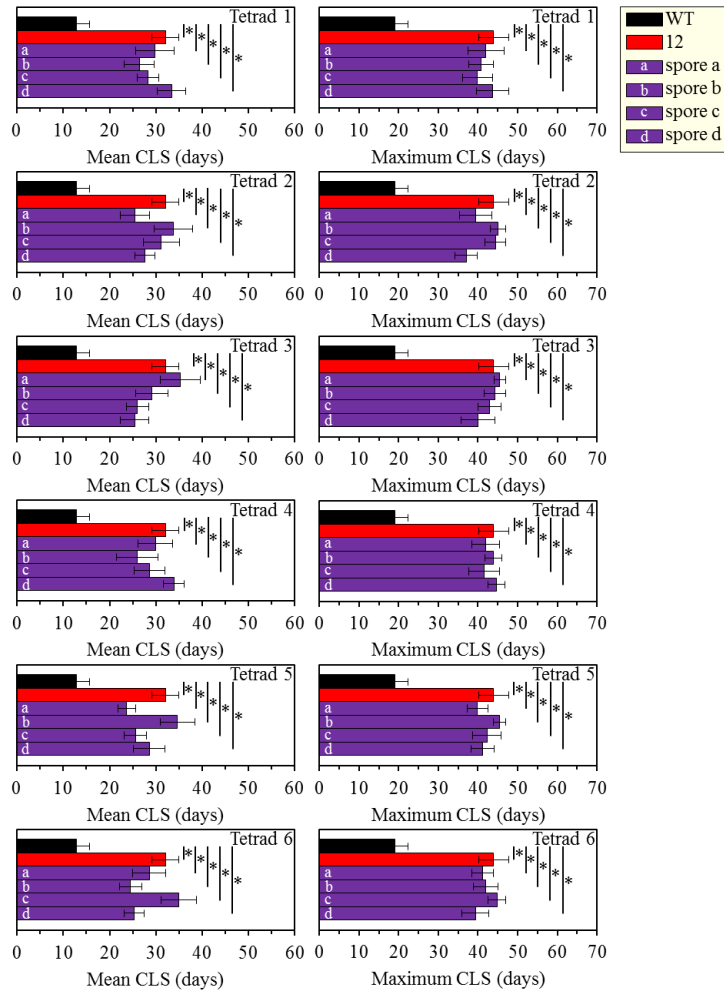 Tetrad 1
*
*
*
*
*
a
b
c
d
0 10 20 30 40 50 60
Mean CLS (days)
Tetrad 1
*
*
*
*
*
a
b
c
d
0 10 20 30 40 50 60 70
Maximum CLS (days)
WT
12
a spore a
b spore b
c spore c
d spore d
Tetrad 2
*
*
*
*
*
a
b
c
d
0 10 20 30 40 50 60
Mean CLS (days)
Tetrad 2
*
*
*
*
*
a
b
c
d
0 10 20 30 40 50 60 70
Maximum CLS (days)
Tetrad 3
*
*
*
*
*
a
b
c
d
0 10 20 30 40 50 60
Mean CLS (days)
Tetrad 3
*
*
*
*
*
a
b
c
d
0 10 20 30 40 50 60 70
Maximum CLS (days)
Tetrad 4
*
*
*
*
*
a
b
c
d
0 10 20 30 40 50 60
Mean CLS (days)
Tetrad 4
*
*
*
*
*
a
b
c
d
0 10 20 30 40 50 60 70
Maximum CLS (days)
Tetrad 5
*
*
*
*
*
a
b
c
d
0 10 20 30 40 50 60
Mean CLS (days)
Tetrad 5
*
*
*
*
*
a
b
c
d
0 10 20 30 40 50 60 70
Maximum CLS (days)
Tetrad 6
*
*
*
*
*
a
b
c
d
0 10 20 30 40 50 60
Mean CLS (days)
Tetrad 6
*
*
*
*
*
a
b
c
d
0 10 20 30 40 50 60 70
Maximum CLS (days)